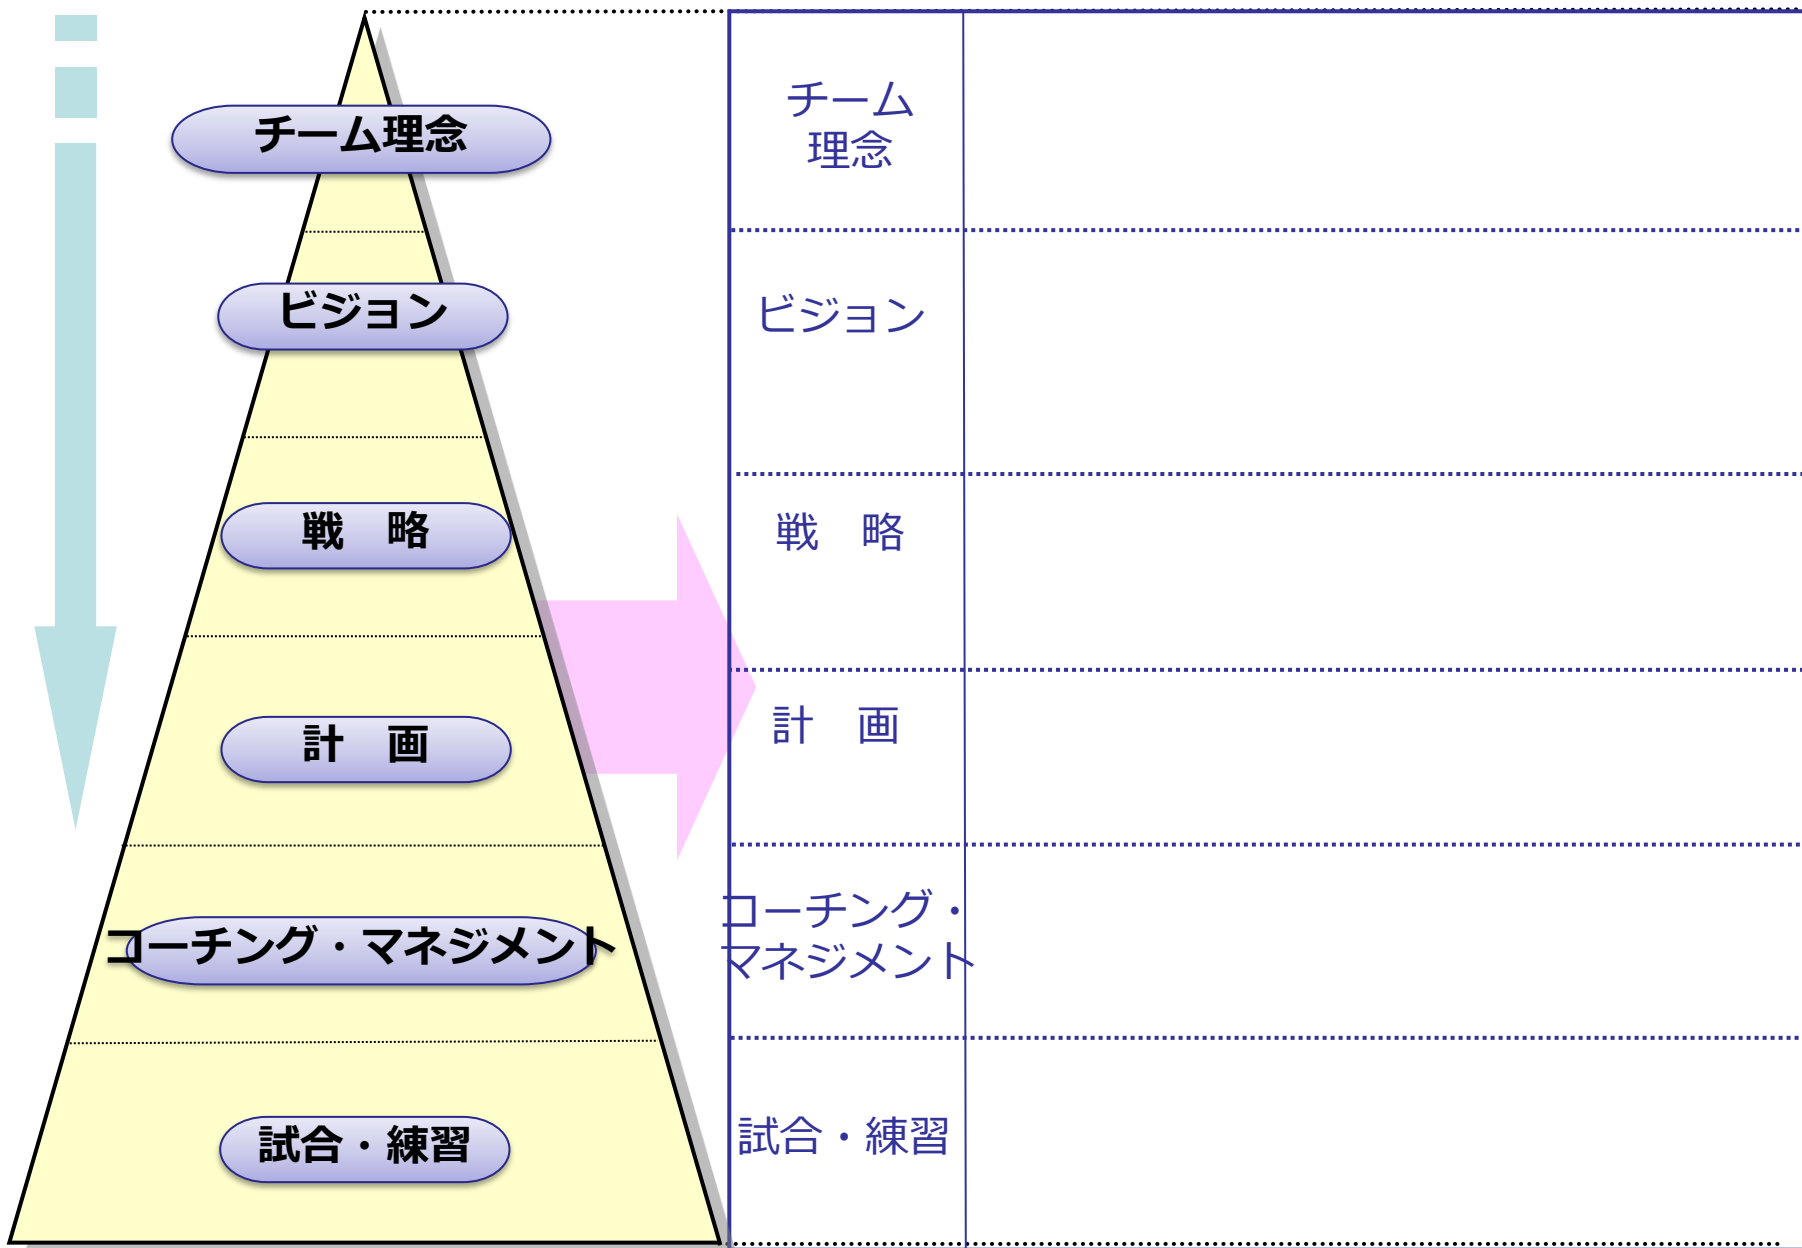 チーム理念
ビジョン
戦　略
計　画
コーチング・マネジメント
試合・練習
チーム
理念
ビジョン
戦　略
計　画
コーチング・
マネジメント
試合・練習